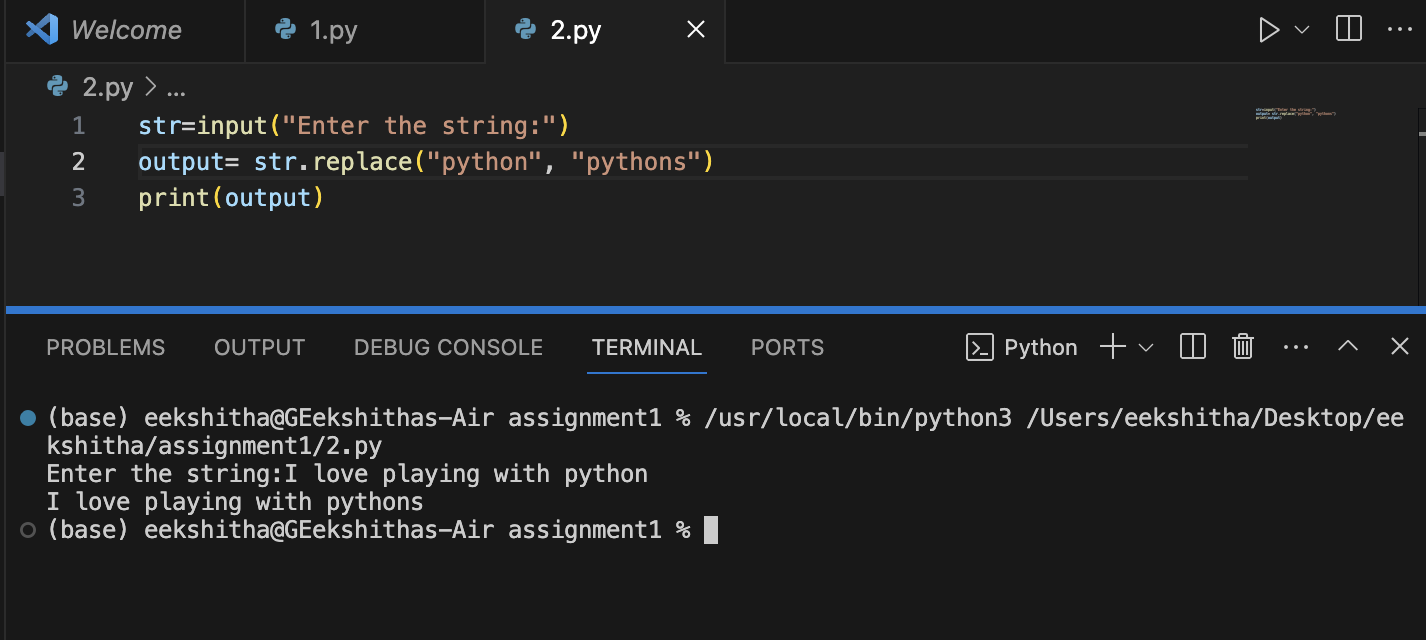 Welcome
1.py
2.py
2.py > ...
1 str=input("Enter the string:")
2 output= str.replace("python", "pythons")
3 print(output)
PROBLEMS OUTPUT DEBUG CONSOLE TERMINAL PORTS Python
(base) eekshitha@GEekshithas-Air assignment1 % /usr/local/bin/python3 /Users/eekshitha/Desktop/ee
kshitha/assignment1/2.py
Enter the string:I love playing with python
I love playing with pythons
(base) eekshitha@GEekshithas-Air assignment1 %